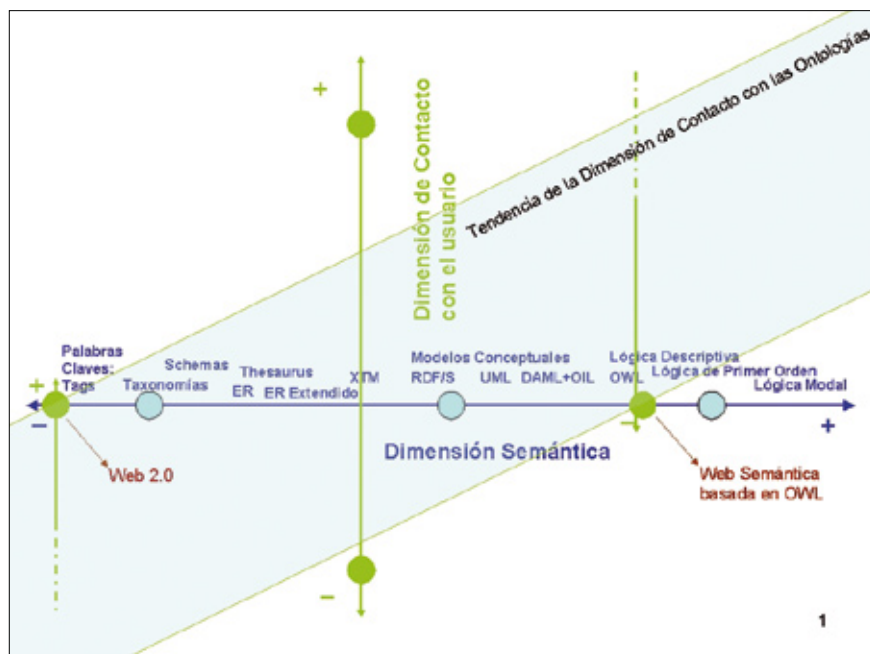 +
Dimensión de Contacto
con el usuario
Tendencia de la Dimensión de Contacto con las Ontologías
+
Palabras
Claves:
Tags
Taxonomías
Schemas
Thesaurus
ER
ER Extendido
XTM
Modelos Conceptuales
RDF/S
UML
DAML+OIL
Lógica Descriptiva
OWL
Lógica de Primer Orden
Lógica Modal
−
Dimensión Semántica
−
+
Web 2.0
Web Semántica
basada en OWL
−
1